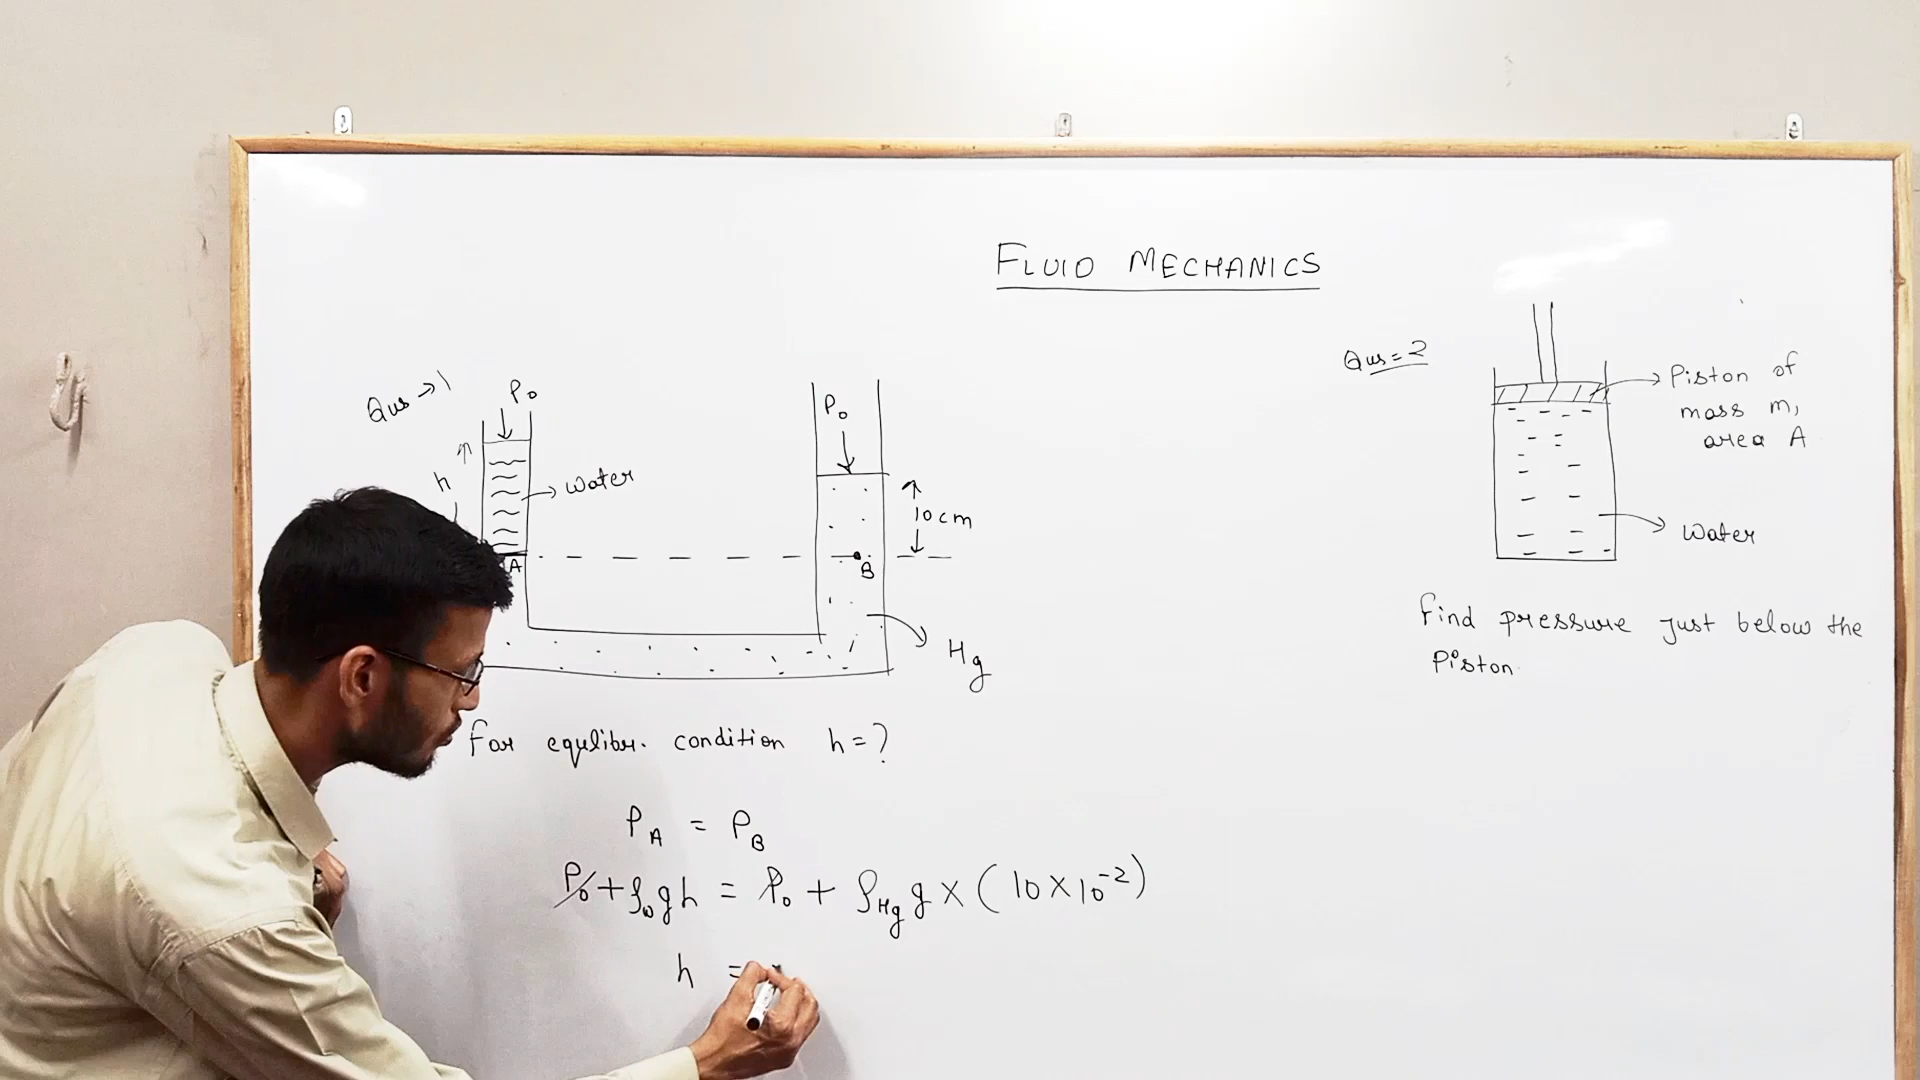 FLUID MECHANICS
Qus → 1
P₀
h
Water
A
P₀
10 cm
B
Hg
For equlibr. condition h = ?
P_A = P_B
P₀ + ρ_w g h = P₀ + ρ_Hg g × (10 × 10⁻²)
h =
Qus = 2
Piston of
mass m,
area A
Water
Find pressure just below the
Piston.